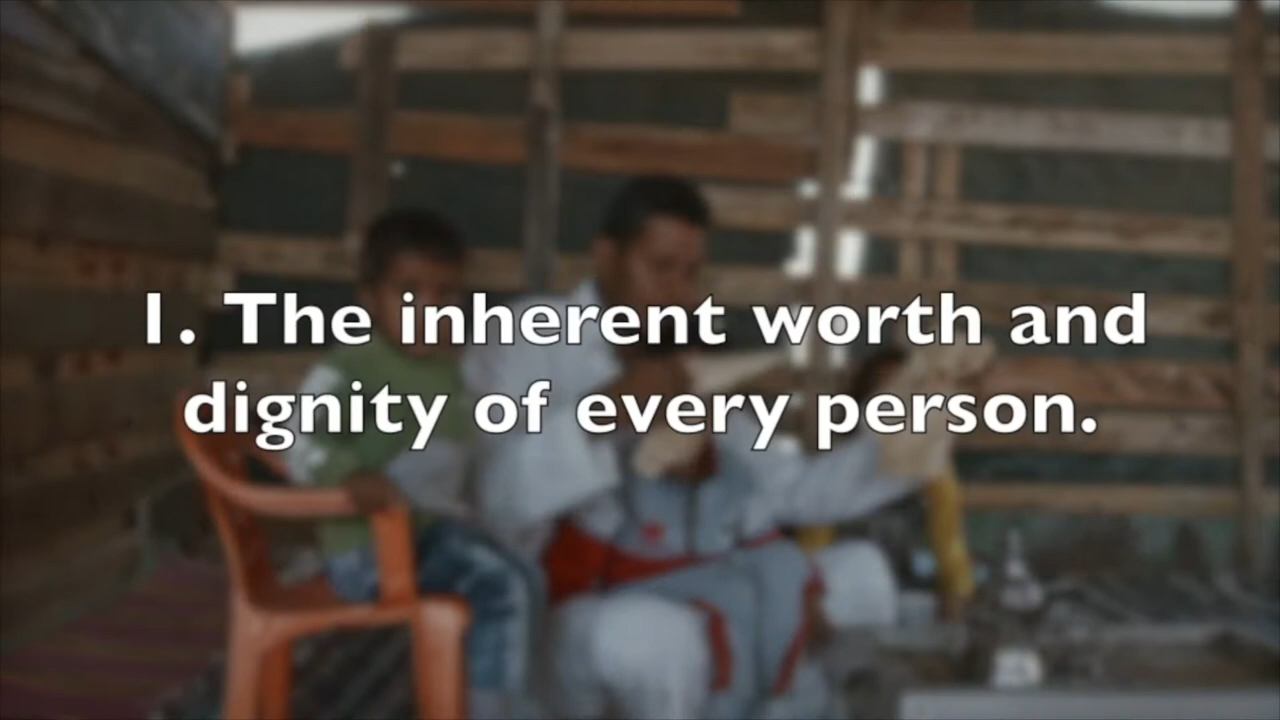 1. The inherent worth and
dignity of every person.